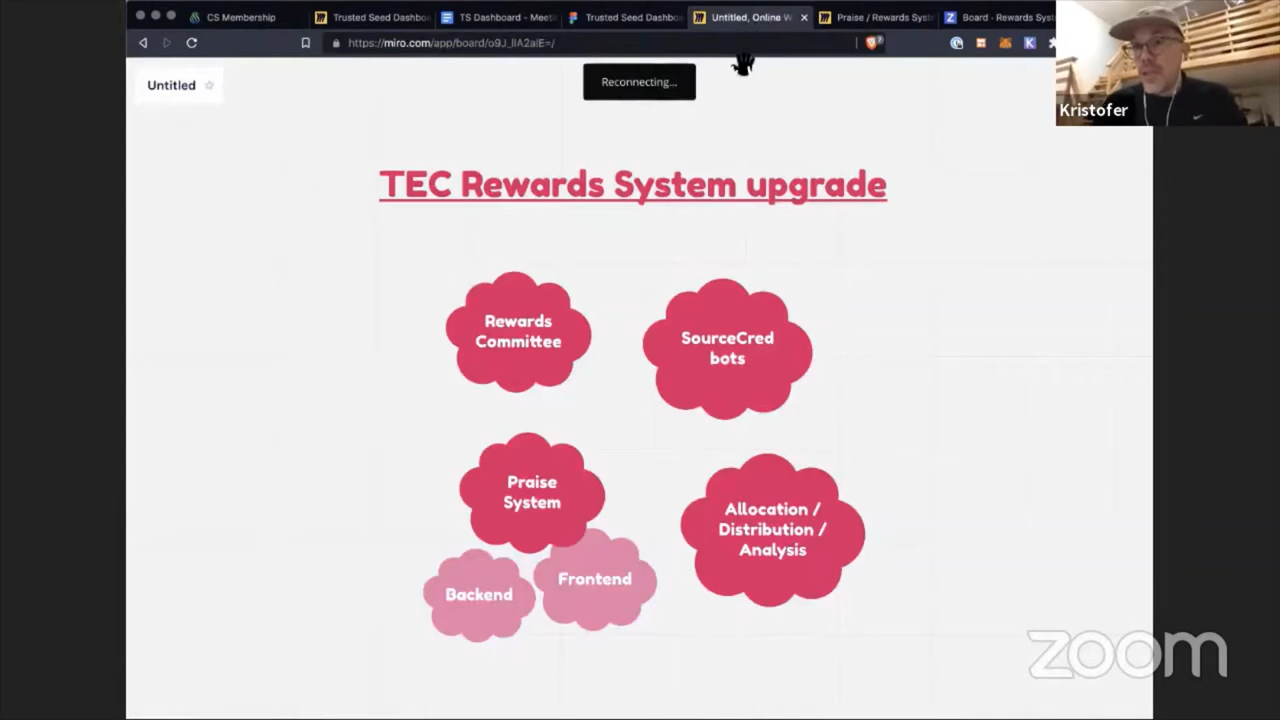 CS Membership
Trusted Seed Dashbo
TS Dashboard - Meeti
Trusted Seed Dashbo
Untitled, Online W
Praise / Rewards Syst
Board · Rewards Syst
https://miro.com/app/board/o9J_lIA2aIE=/
Untitled
Reconnecting...
Kristofer
TEC Rewards System upgrade
Rewards
Committee
SourceCred
bots
Praise
System
Allocation /
Distribution /
Analysis
Backend
Frontend
zoom